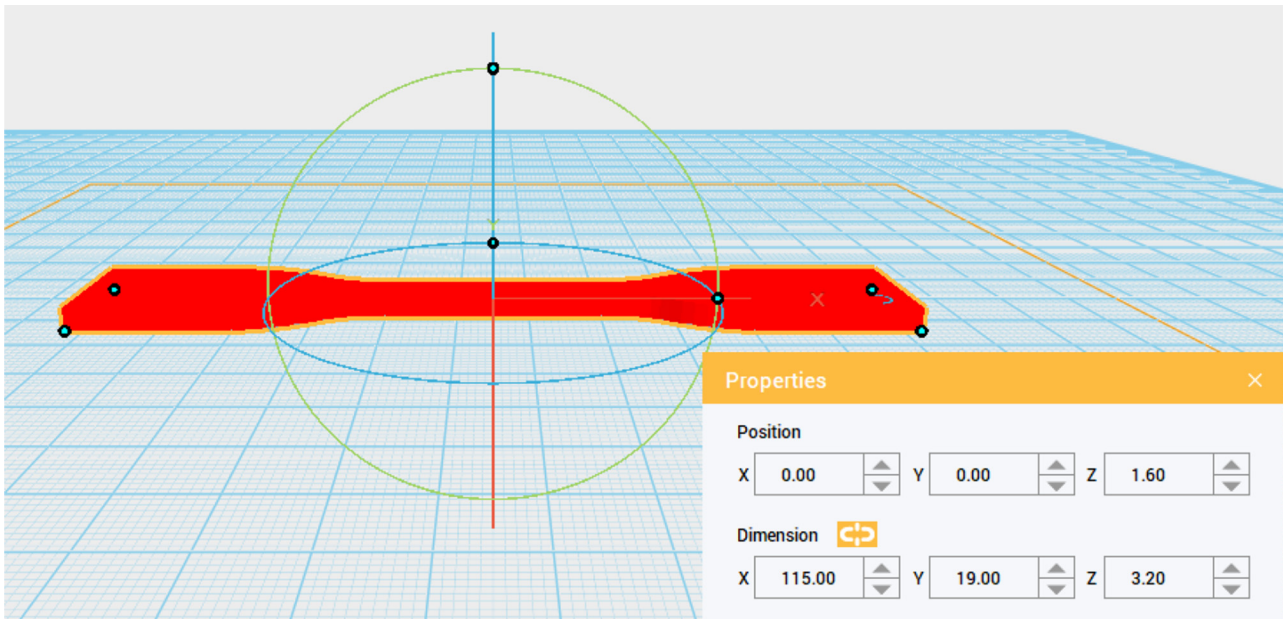 Y
X
Properties
Position
X 0.00 Y 0.00 Z 1.60
Dimension
X 115.00 Y 19.00 Z 3.20